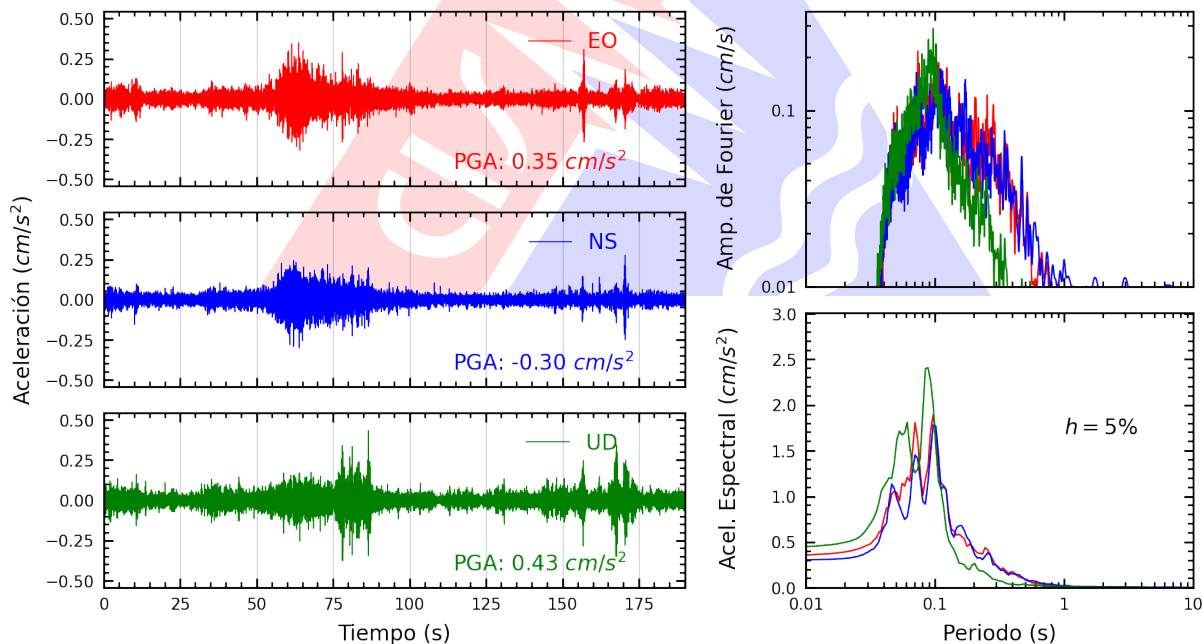 Aceleración (cm/s²)
0.50
0.25
0.00
−0.25
−0.50
EO
PGA: 0.35 cm/s²
0.50
0.25
0.00
−0.25
−0.50
NS
PGA: -0.30 cm/s²
0.50
0.25
0.00
−0.25
−0.50
UD
PGA: 0.43 cm/s²
0 25 50 75 100 125 150 175
Tiempo (s)
Amp. de Fourier (cm/s)
0.1
0.01
Acel. Espectral (cm/s²)
3.0
2.5
2.0
1.5
1.0
0.5
0.0
h = 5%
0.01 0.1 1 10
Periodo (s)